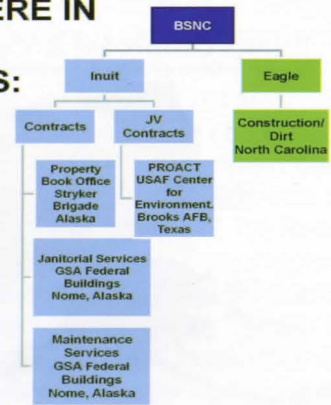 ERE IN
S:
BSNC
Inuit
Eagle
Contracts
JV
Contracts
Construction/
Dirt
North Carolina
Property
Book Office
Stryker
Brigade
Alaska
PROACT
USAF Center
for
Environment.
Brooks AFB,
Texas
Janitorial Services
GSA Federal
Buildings
Nome, Alaska
Maintenance
Services
GSA Federal
Buildings
Nome, Alaska